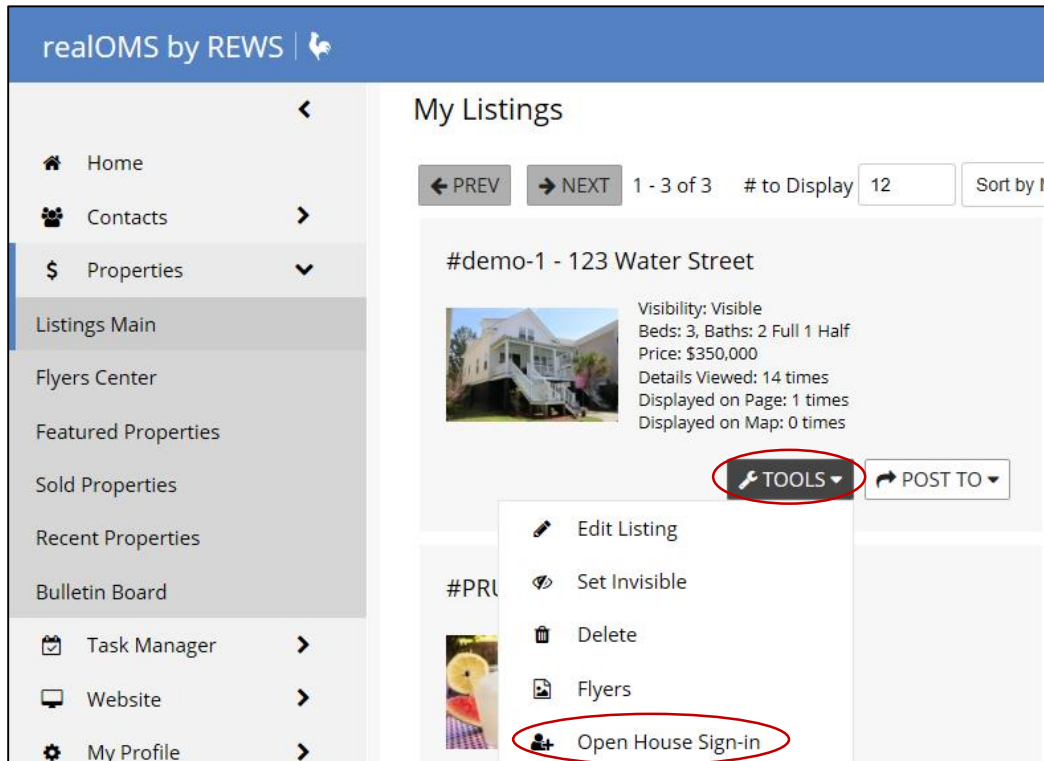 realOMS by REWS
Home
Contacts
Properties
Listings Main
Flyers Center
Featured Properties
Sold Properties
Recent Properties
Bulletin Board
Task Manager
Website
My Profile
My Listings
PREV NEXT 1 - 3 of 3 # to Display 12 Sort by
#demo-1 - 123 Water Street
Visibility: Visible
Beds: 3, Baths: 2 Full 1 Half
Price: $350,000
Details Viewed: 14 times
Displayed on Page: 1 times
Displayed on Map: 0 times
TOOLS POST TO
Edit Listing
Set Invisible
Delete
Flyers
Open House Sign-in